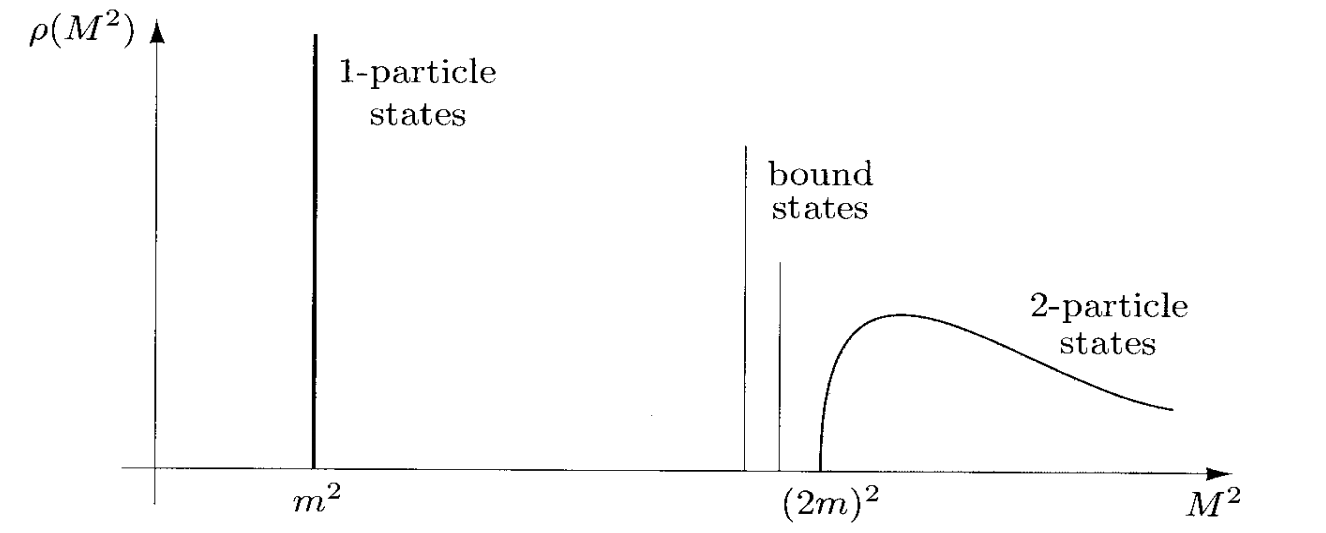 ρ(M²)
1-particle
states
bound
states
2-particle
states
m²
(2m)²
M²